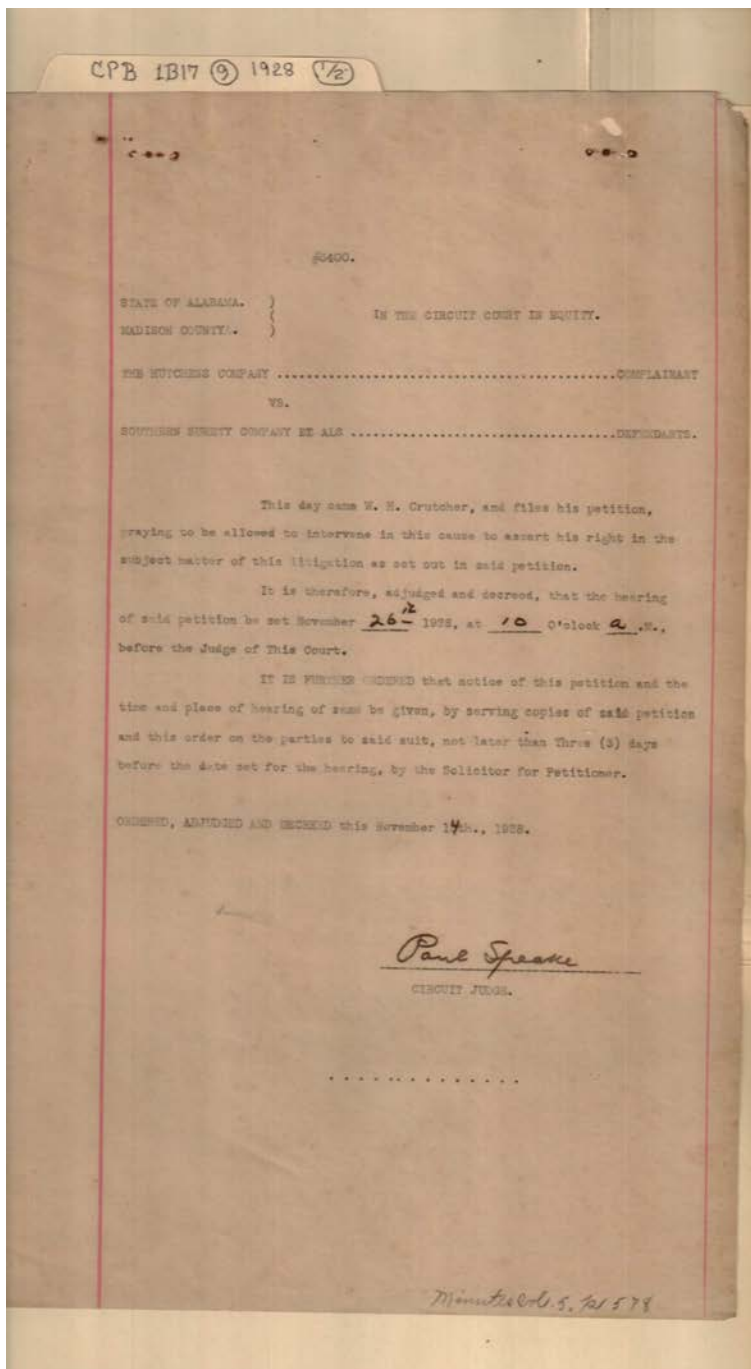 CPB 1B17 (9) 1928 (1/2)
#5400.
STATE OF ALABAMA. )
( IN THE CIRCUIT COURT IN EQUITY.
MADISON COUNTY. )
THE HUTCHENS COMPANY ................................................COMPLAINANT
VS.
SOUTHERN SURETY COMPANY ET ALS ......................................DEFENDANTS.
This day came W. H. Crutcher, and files his petition,
praying to be allowed to intervene in this cause to assert his right in the
subject matter of this litigation as set out in said petition.
It is therefore, adjudged and decreed, that the hearing
of said petition be set November 26th 1928, at 10 O'clock a .M.,
before the Judge of This Court.
IT IS FURTHER ORDERED that notice of this petition and the
time and place of hearing of same be given, by serving copies of said petition
and this order on the parties to said suit, not later than Three (3) days
before the date set for the hearing, by the Solicitor for Petitioner.
ORDERED, ADJUDGED AND DECREED this November 14th., 1928.
Paul Speake
CIRCUIT JUDGE.
. . . . . . . . . . . . . .
Minutes Vol. 5, p 578